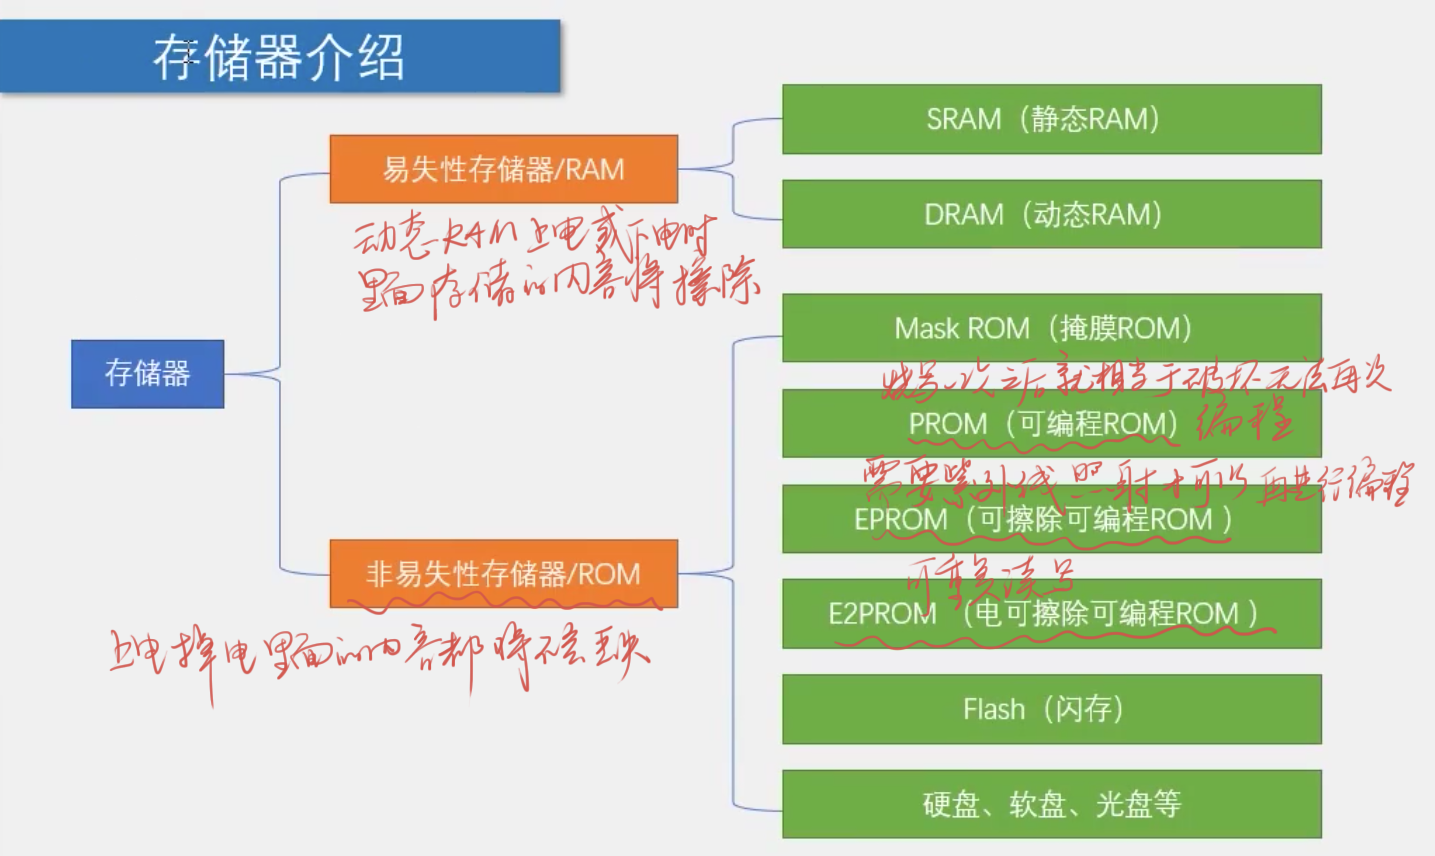 存储器介绍
SRAM（静态RAM）
易失性存储器/RAM
DRAM（动态RAM）
动态RAM上电或下电时
里面存储的内容将擦除
Mask ROM（掩膜ROM）
存储器
烧写一次之后就相当于破坏无法再次
PROM（可编程ROM）编程
需要紫外线照射才可以再进行编程
EPROM（可擦除可编程ROM ）
非易失性存储器/ROM
可重复读写
E2PROM （电可擦除可编程ROM ）
上电掉电里面的内容都将不会丢失
Flash（闪存）
硬盘、软盘、光盘等